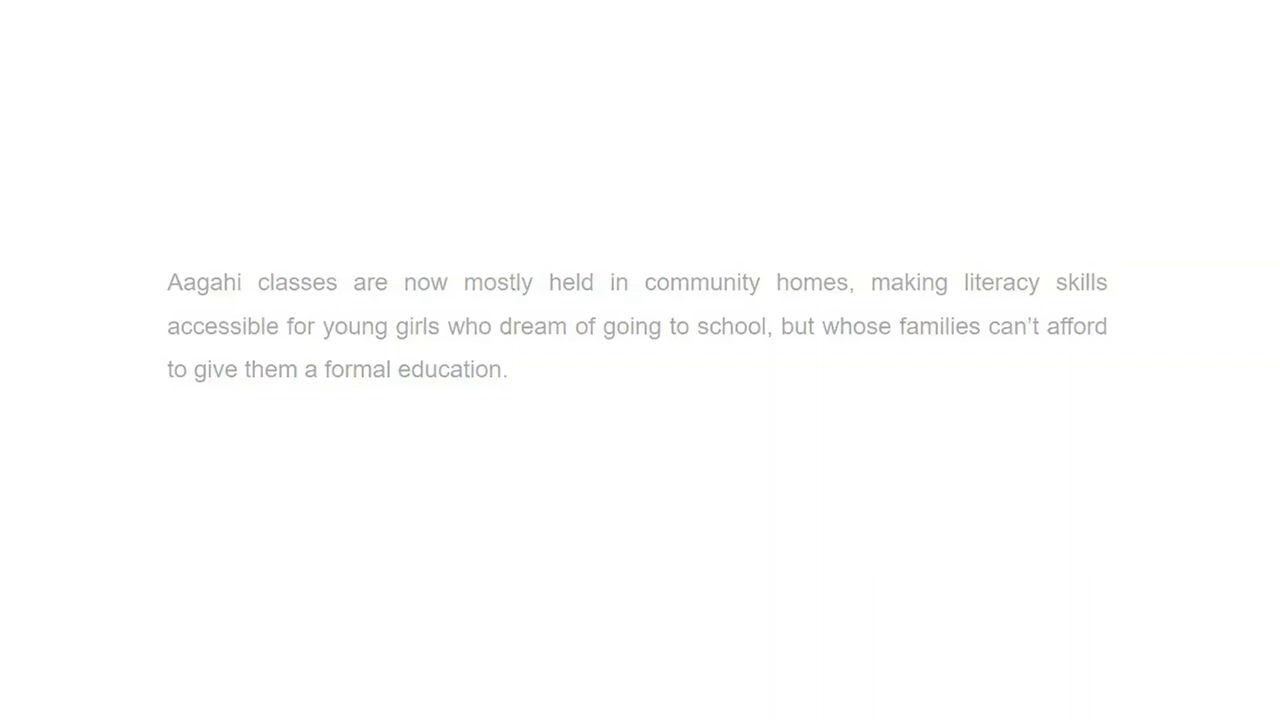 Aagahi classes are now mostly held in community homes, making literacy skills
accessible for young girls who dream of going to school, but whose families can’t afford
to give them a formal education.